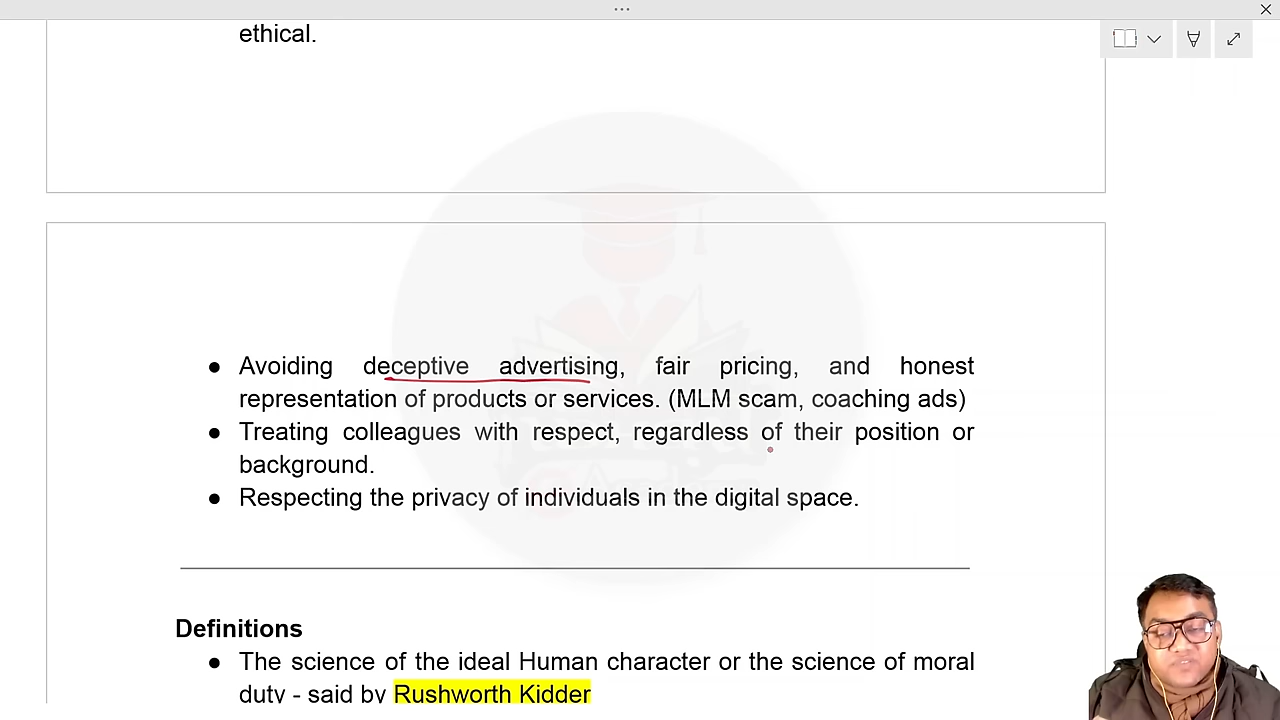 ethical.
● Avoiding deceptive advertising, fair pricing, and honest
representation of products or services. (MLM scam, coaching ads)
● Treating colleagues with respect, regardless of their position or
background.
● Respecting the privacy of individuals in the digital space.
Definitions
● The science of the ideal Human character or the science of moral
duty - said by Rushworth Kidder